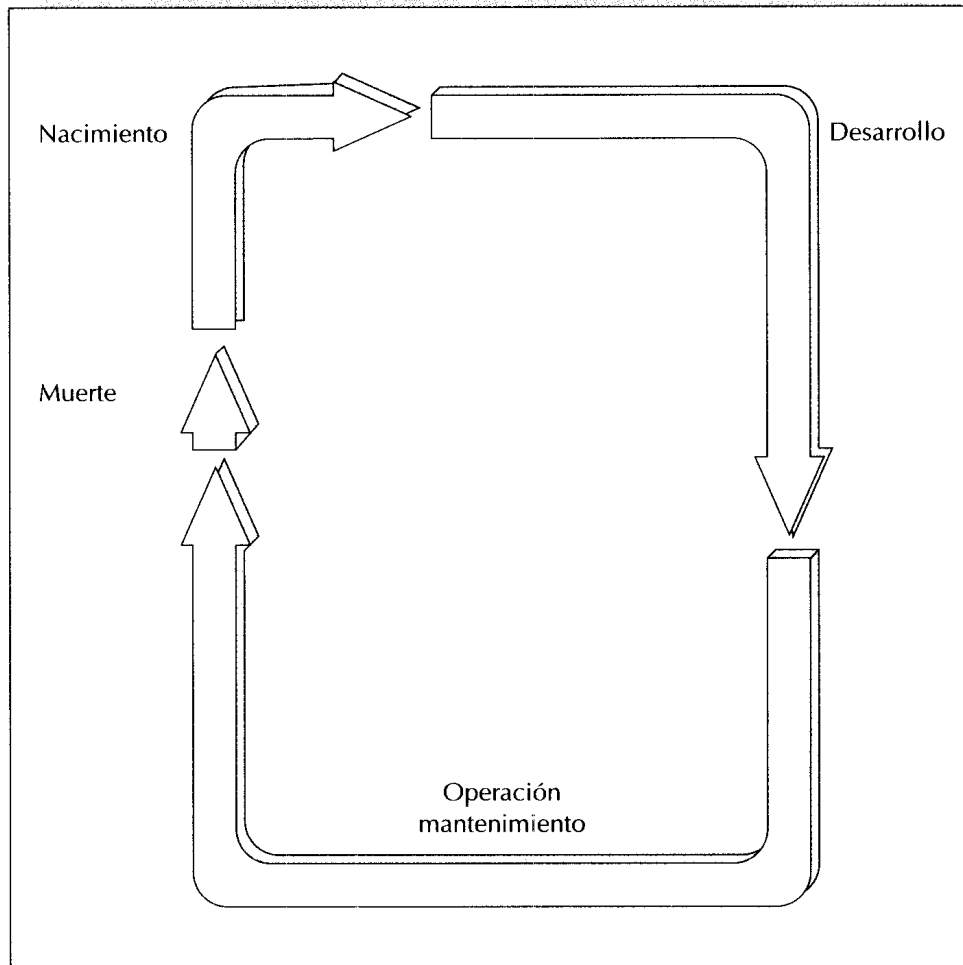 Nacimiento
Desarrollo
Muerte
Operación
mantenimiento